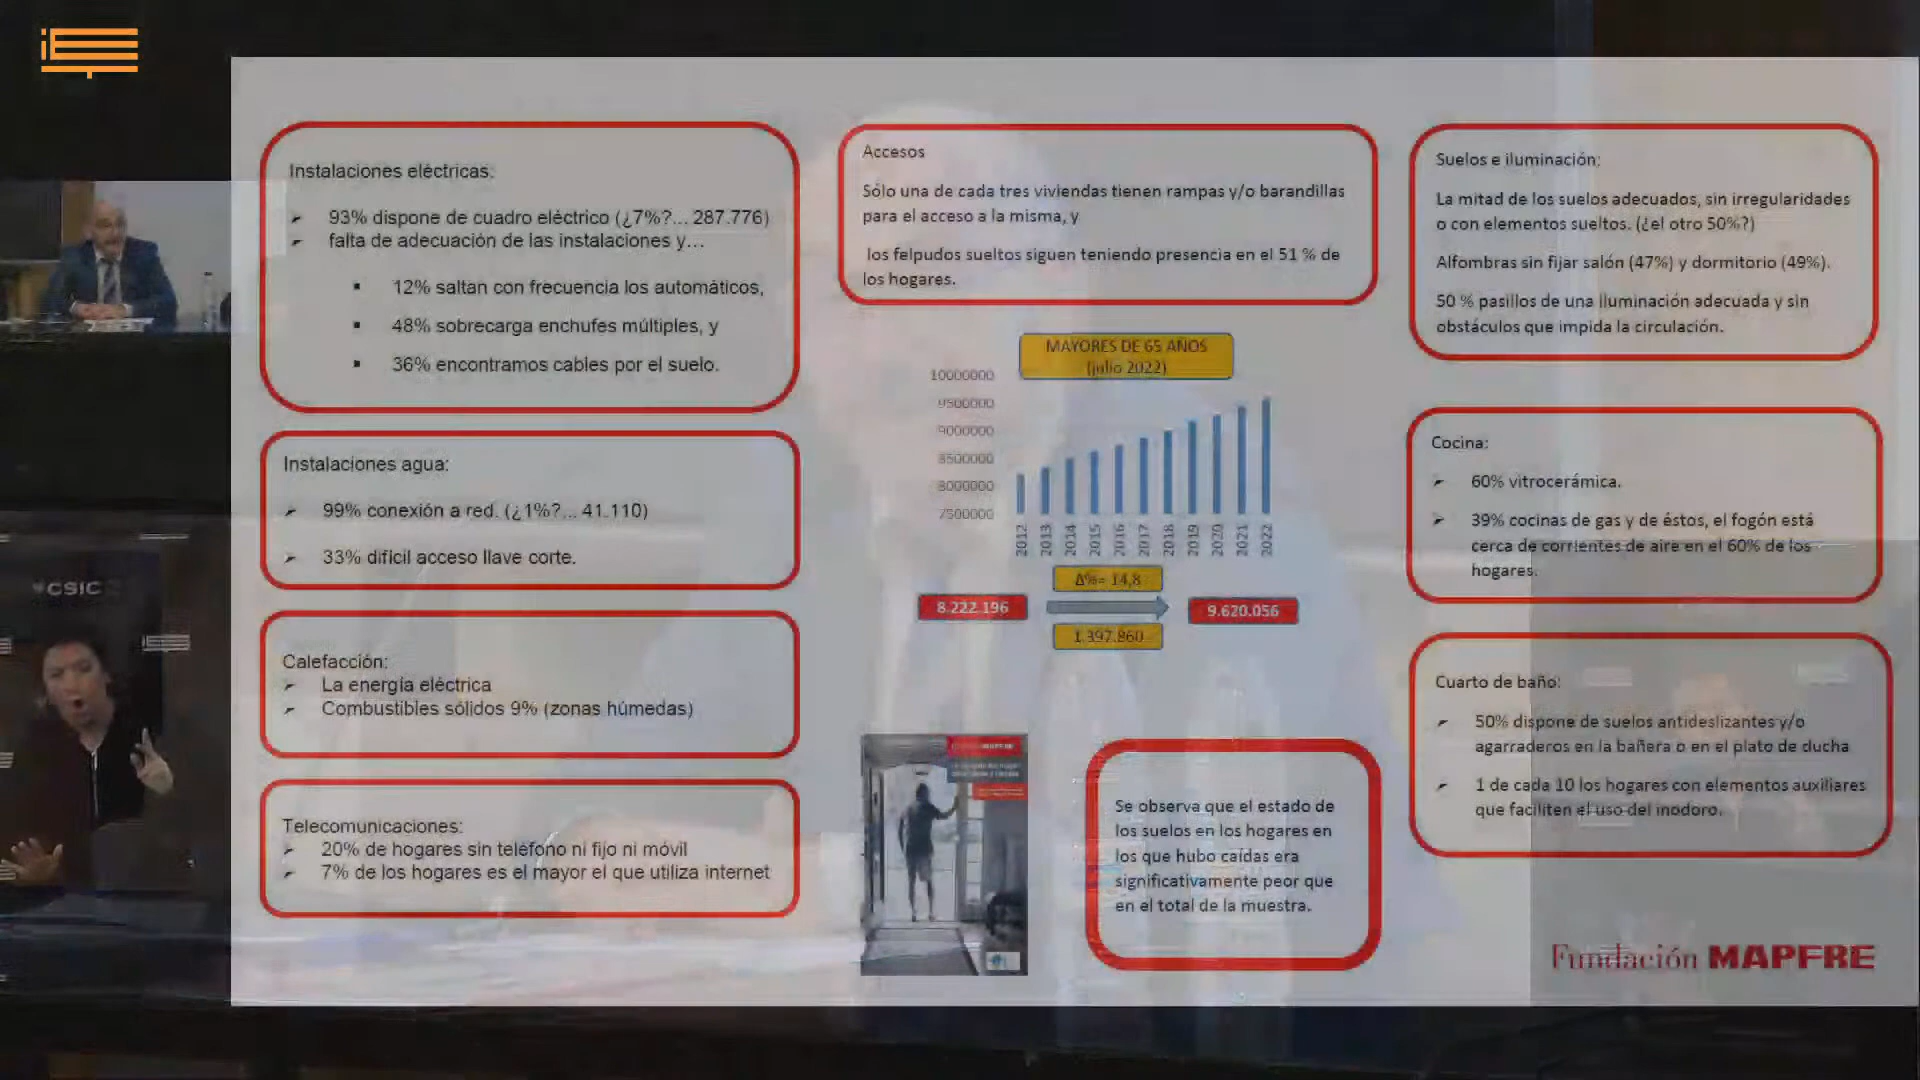 Instalaciones eléctricas:
93% dispone de cuadro eléctrico (¿7%?... 287.776)
falta de adecuación de las instalaciones y...
12% saltan con frecuencia los automáticos,
48% sobrecarga enchufes múltiples, y
36% encontramos cables por el suelo.
Instalaciones agua:
99% conexión a red. (¿1%?... 41.110)
33% difícil acceso llave corte.
Calefacción:
La energía eléctrica
Combustibles sólidos 9% (zonas húmedas)
Telecomunicaciones:
20% de hogares sin teléfono ni fijo ni móvil
7% de los hogares es el mayor el que utiliza internet
Accesos
Sólo una de cada tres viviendas tienen rampas y/o barandillas
para el acceso a la misma, y
los felpudos sueltos siguen teniendo presencia en el 51 % de
los hogares.
MAYORES DE 65 AÑOS
(julio 2022)
10000000
9500000
9000000
8500000
8000000
7500000
2012
2013
2014
2015
2016
2017
2018
2019
2020
2021
2022
Δ%= 14,8
8.222.196
9.620.056
1.397.860
MAPFRE
Se observa que el estado de
los suelos en los hogares en
los que hubo caídas era
significativamente peor que
en el total de la muestra.
Suelos e iluminación:
La mitad de los suelos adecuados, sin irregularidades
o con elementos sueltos. (¿el otro 50%?)
Alfombras sin fijar salón (47%) y dormitorio (49%).
50 % pasillos de una iluminación adecuada y sin
obstáculos que impida la circulación.
Cocina:
60% vitrocerámica.
39% cocinas de gas y de éstos, el fogón está
cerca de corrientes de aire en el 60% de los
hogares.
Cuarto de baño:
50% dispone de suelos antideslizantes y/o
agarraderos en la bañera o en el plato de ducha
1 de cada 10 los hogares con elementos auxiliares
que faciliten el uso del inodoro.
Fundación MAPFRE
CSIC